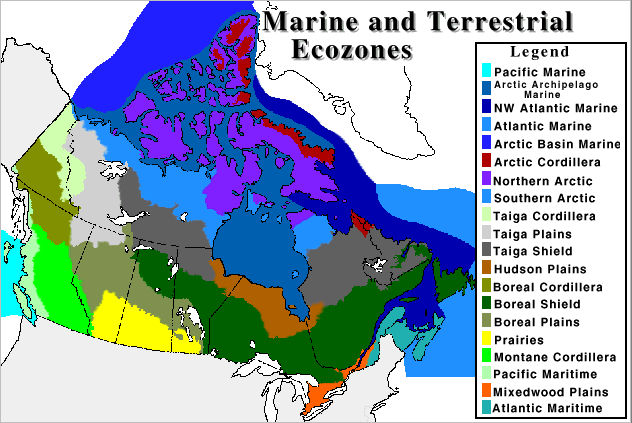 Marine and Terrestrial
Ecozones
Legend
Pacific Marine
Arctic Archipelago
Marine
NW Atlantic Marine
Atlantic Marine
Arctic Basin Marine
Arctic Cordillera
Northern Arctic
Southern Arctic
Taiga Cordillera
Taiga Plains
Taiga Shield
Hudson Plains
Boreal Cordillera
Boreal Shield
Boreal Plains
Prairies
Montane Cordillera
Pacific Maritime
Mixedwood Plains
Atlantic Maritime